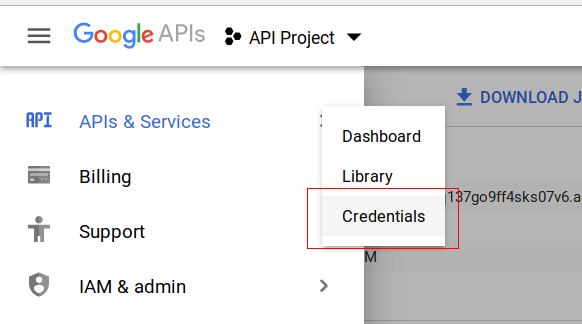 Google APIs API Project
API APIs & Services
Billing
Support
IAM & admin
Dashboard
Library
Credentials
DOWNLOAD J
137go9ff4sks07v6.a
M